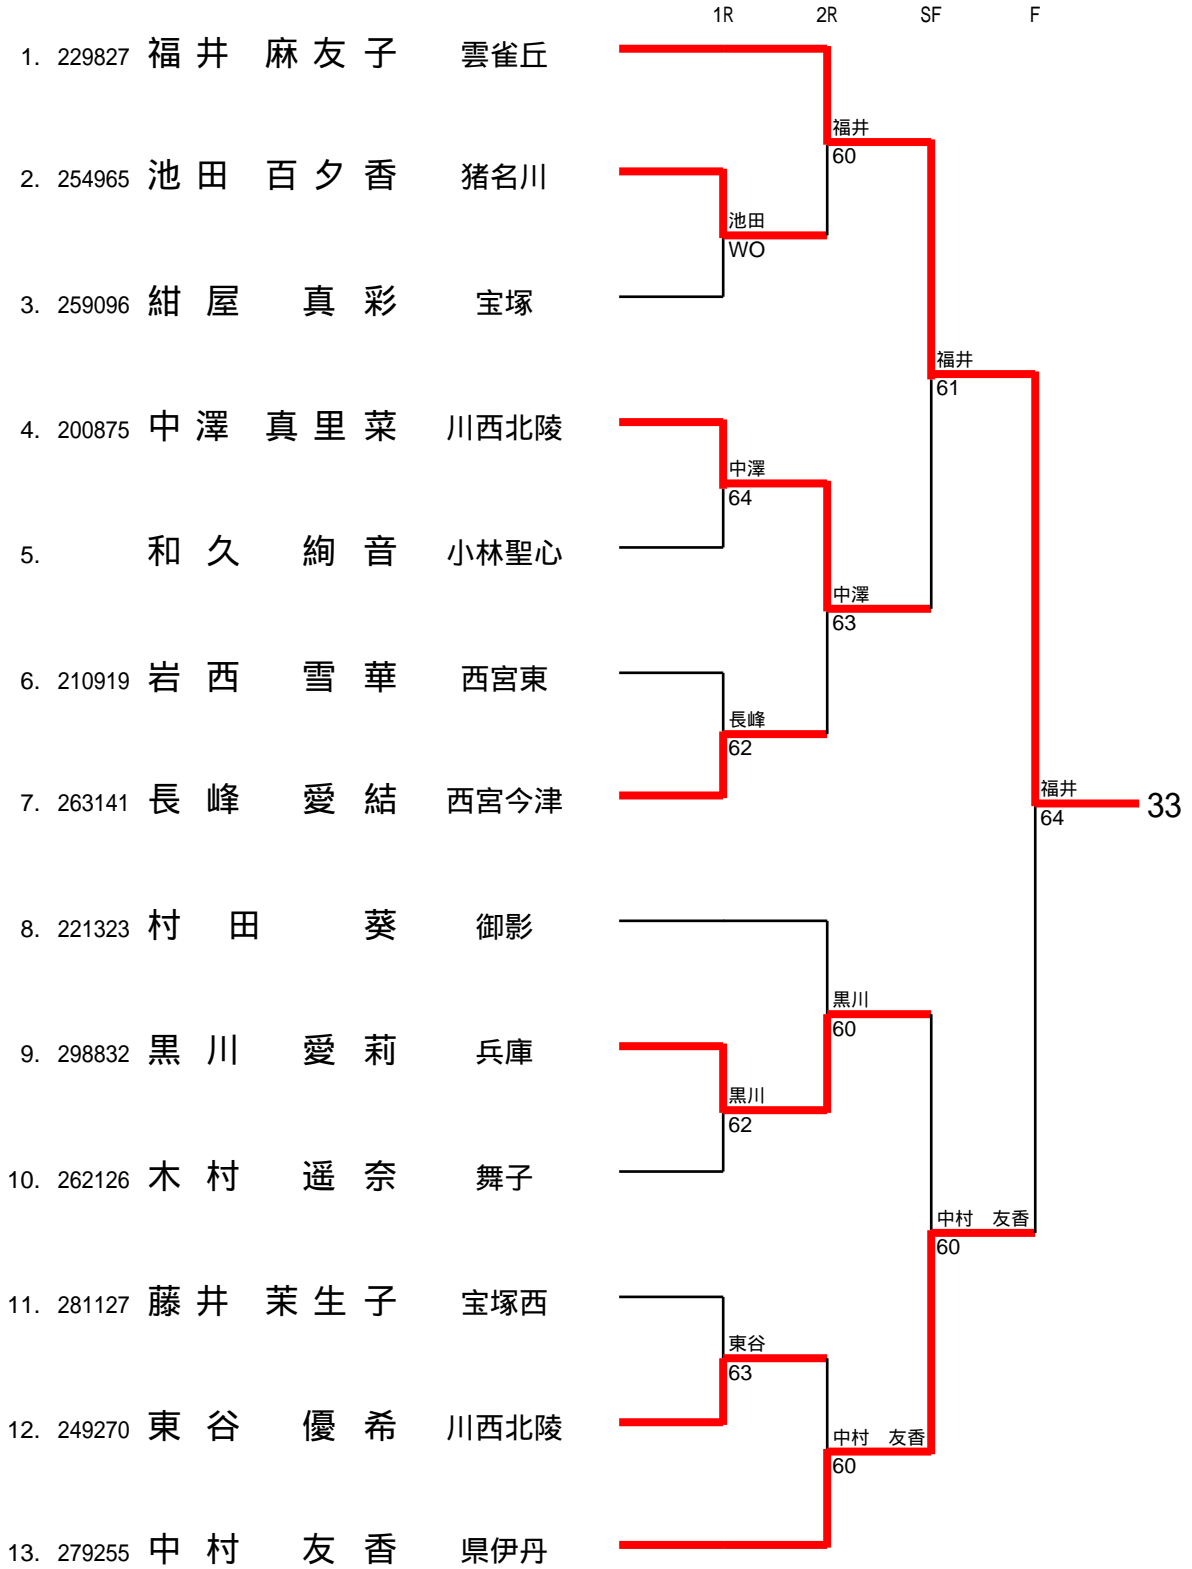 1R 2R SF F
1. 229827 福井 麻友子 雲雀丘
福井
60
2. 254965 池田 百夕香 猪名川
池田
WO
3. 259096 紺屋 真彩 宝塚
福井
61
4. 200875 中澤 真里菜 川西北陵
中澤
64
5. 和久 絢音 小林聖心
中澤
63
6. 210919 岩西 雪華 西宮東
長峰
62
7. 263141 長峰 愛結 西宮今津
福井
64
33
8. 221323 村田 葵 御影
黒川
60
9. 298832 黒川 愛莉 兵庫
黒川
62
10. 262126 木村 遥奈 舞子
中村 友香
60
11. 281127 藤井 茉生子 宝塚西
東谷
63
12. 249270 東谷 優希 川西北陵
中村 友香
60
13. 279255 中村 友香 県伊丹